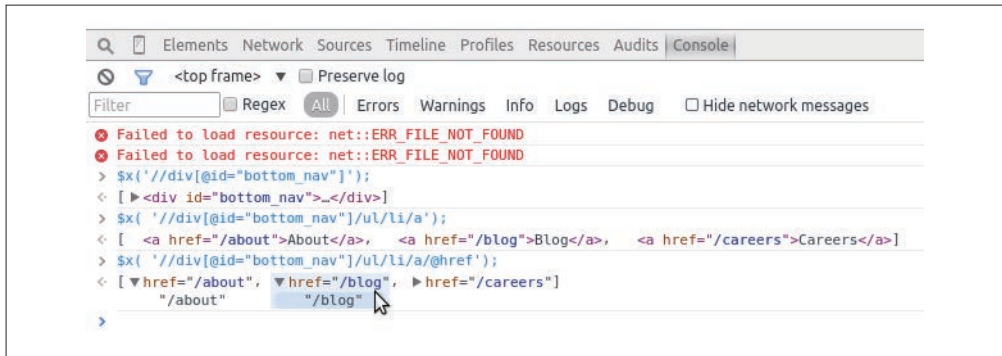 Elements Network Sources Timeline Profiles Resources Audits Console
<top frame> ▼ Preserve log
Filter Regex All Errors Warnings Info Logs Debug Hide network messages
Failed to load resource: net::ERR_FILE_NOT_FOUND
Failed to load resource: net::ERR_FILE_NOT_FOUND
> $x('//div[@id="bottom_nav"]');
<· [ ▶<div id="bottom_nav">…</div>]
> $x( '//div[@id="bottom_nav"]/ul/li/a');
<· [ <a href="/about">About</a>, <a href="/blog">Blog</a>, <a href="/careers">Careers</a>]
> $x( '//div[@id="bottom_nav"]/ul/li/a/@href');
<· [ ▼href="/about", ▼href="/blog", ▶href="/careers"]
"/about" "/blog"
>